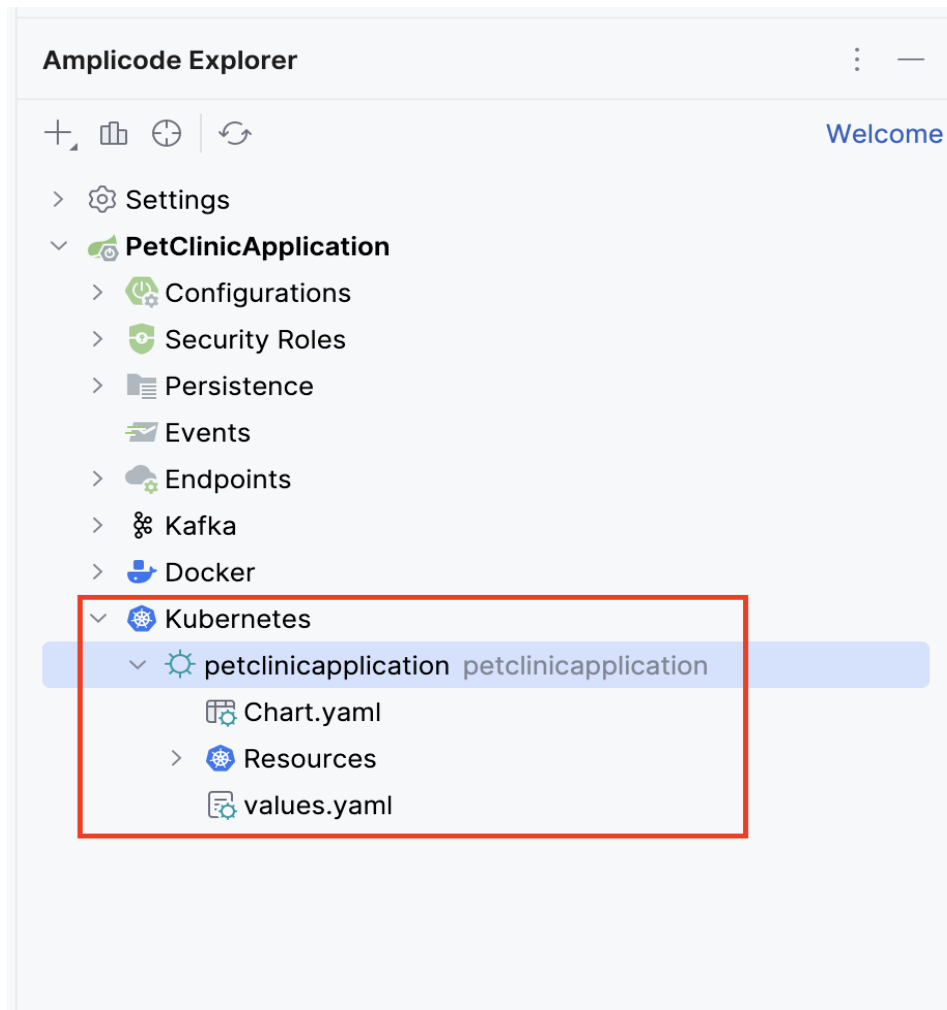 Amplicode Explorer
Welcome
Settings
PetClinicApplication
Configurations
Security Roles
Persistence
Events
Endpoints
Kafka
Docker
Kubernetes
petclinicapplication petclinicapplication
Chart.yaml
Resources
values.yaml